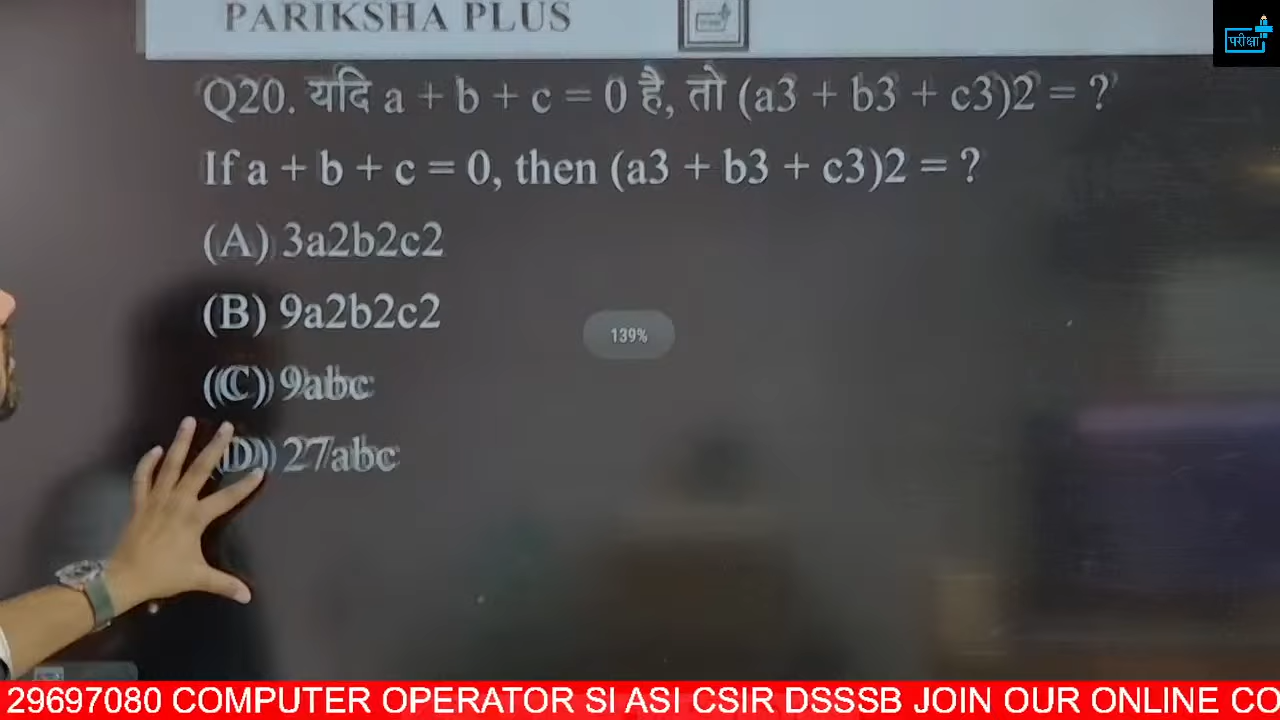 PARIKSHA PLUS
परीक्षा
Q20. यदि a + b + c = 0 है, तो (a3 + b3 + c3)2 = ?
If a + b + c = 0, then (a3 + b3 + c3)2 = ?
(A) 3a2b2c2
(B) 9a2b2c2
139%
(C) 9abc
(D) 27abc
29697080 COMPUTER OPERATOR SI ASI CSIR DSSSB JOIN OUR ONLINE CO